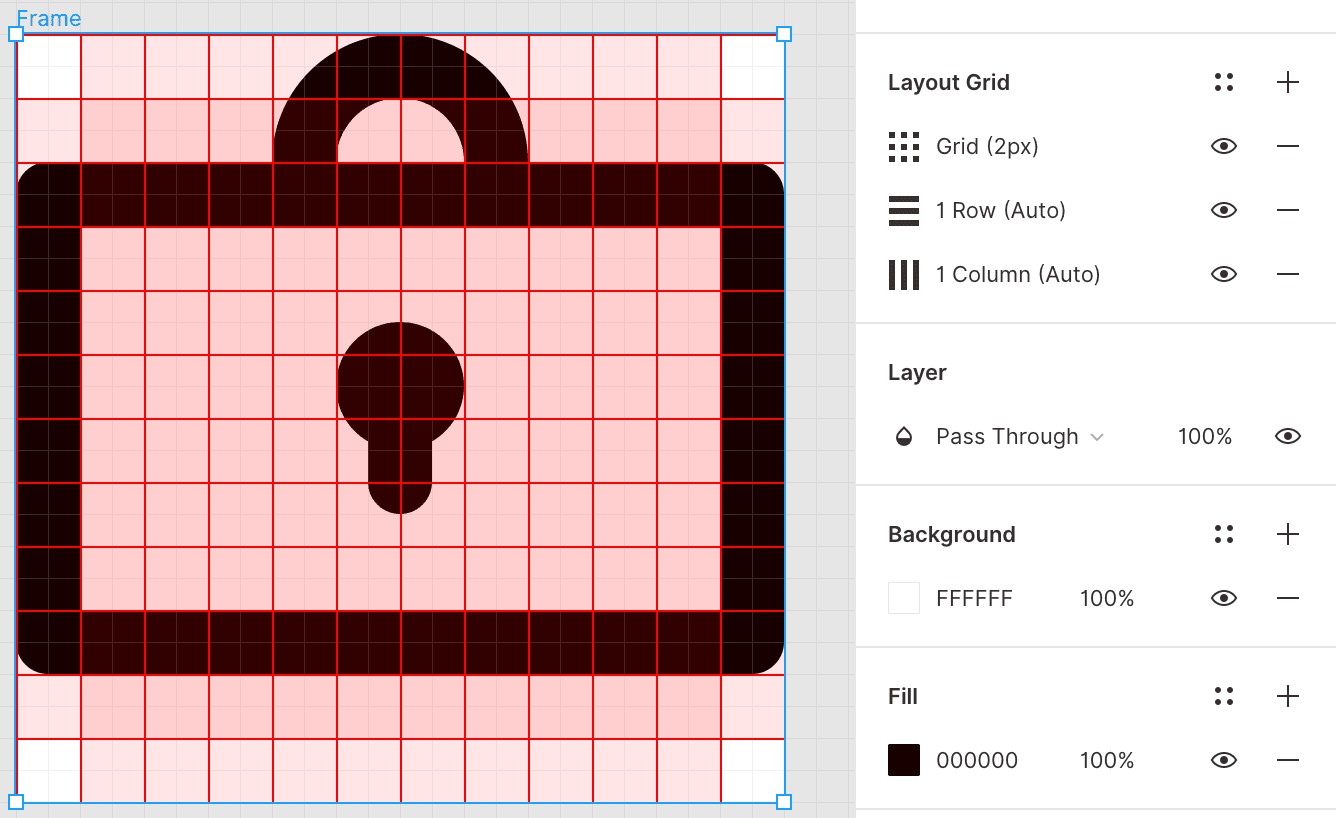 Frame
Layout Grid
Grid (2px)
1 Row (Auto)
1 Column (Auto)
Layer
Pass Through 100%
Background
FFFFFF 100%
Fill
000000 100%